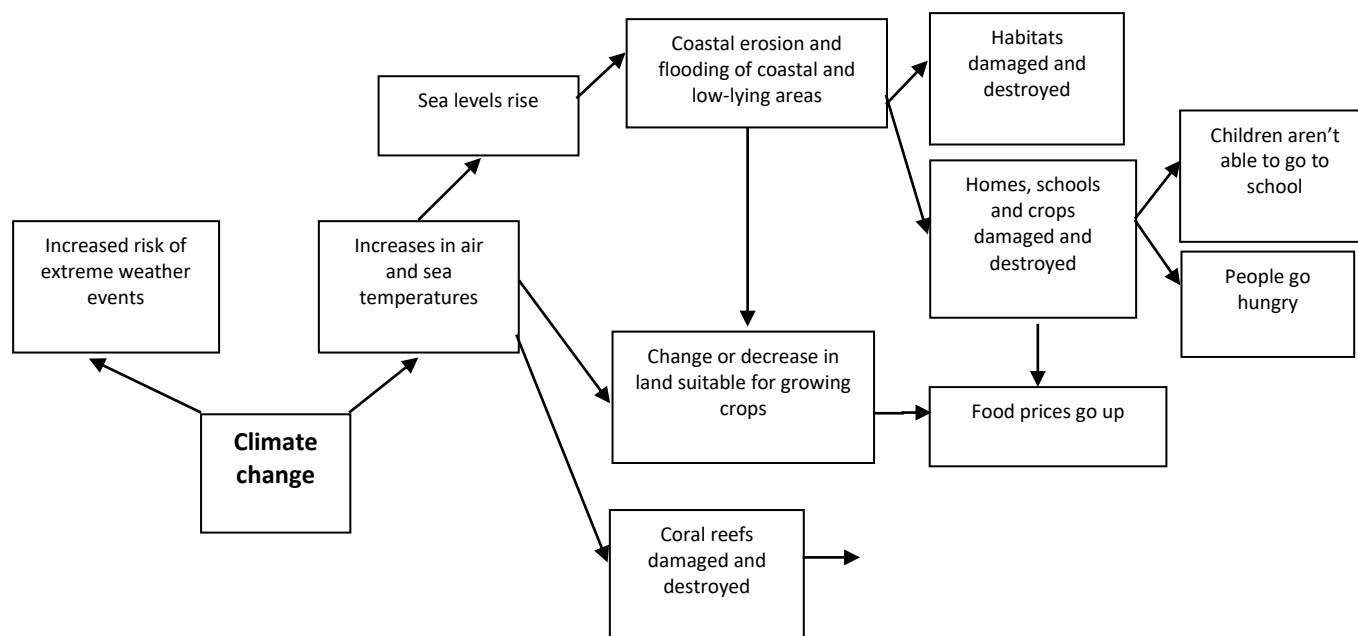 Coastal erosion and
flooding of coastal and
low-lying areas
Habitats
damaged and
destroyed
Sea levels rise
Children aren’t
able to go to
school
Homes, schools
and crops
damaged and
destroyed
Increased risk of
extreme weather
events
Increases in air
and sea
temperatures
People go
hungry
Change or decrease in
land suitable for growing
crops
Food prices go up
Climate
change
Coral reefs
damaged and
destroyed